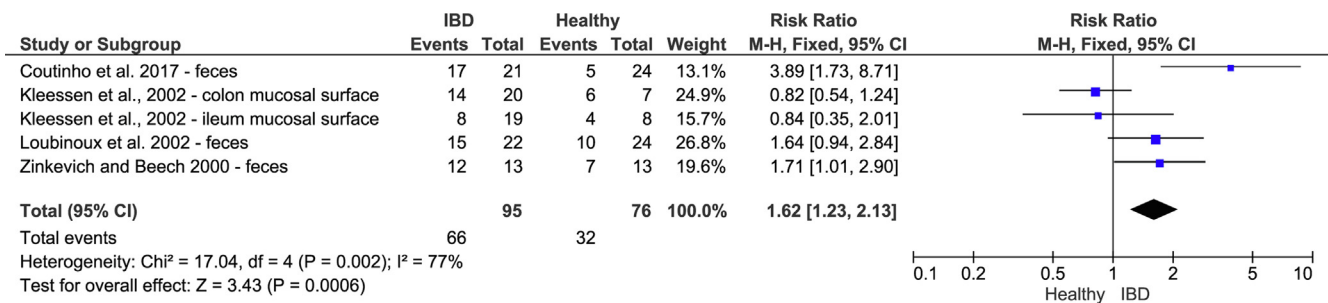 IBD Healthy Risk Ratio Risk Ratio
Study or Subgroup Events Total Events Total Weight M-H, Fixed, 95% CI M-H, Fixed, 95% CI
Coutinho et al. 2017 - feces 17 21 5 24 13.1% 3.89 [1.73, 8.71]
Kleessen et al., 2002 - colon mucosal surface 14 20 6 7 24.9% 0.82 [0.54, 1.24]
Kleessen et al., 2002 - ileum mucosal surface 8 19 4 8 15.7% 0.84 [0.35, 2.01]
Loubinoux et al. 2002 - feces 15 22 10 24 26.8% 1.64 [0.94, 2.84]
Zinkevich and Beech 2000 - feces 12 13 7 13 19.6% 1.71 [1.01, 2.90]
Total (95% CI) 95 76 100.0% 1.62 [1.23, 2.13]
Total events 66 32
Heterogeneity: Chi² = 17.04, df = 4 (P = 0.002); I² = 77%
Test for overall effect: Z = 3.43 (P = 0.0006)
0.1 0.2 0.5 1 2 5 10
Healthy IBD